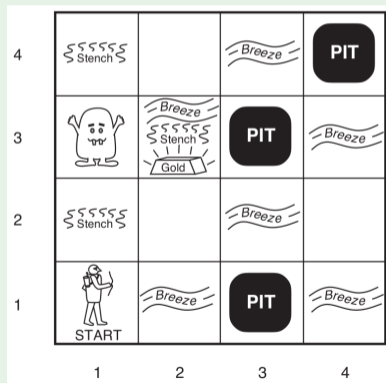 4
Stench
Breeze
PIT
3
Breeze
Stench
Gold
PIT
Breeze
2
Stench
Breeze
1
START
Breeze
PIT
Breeze
1 2 3 4